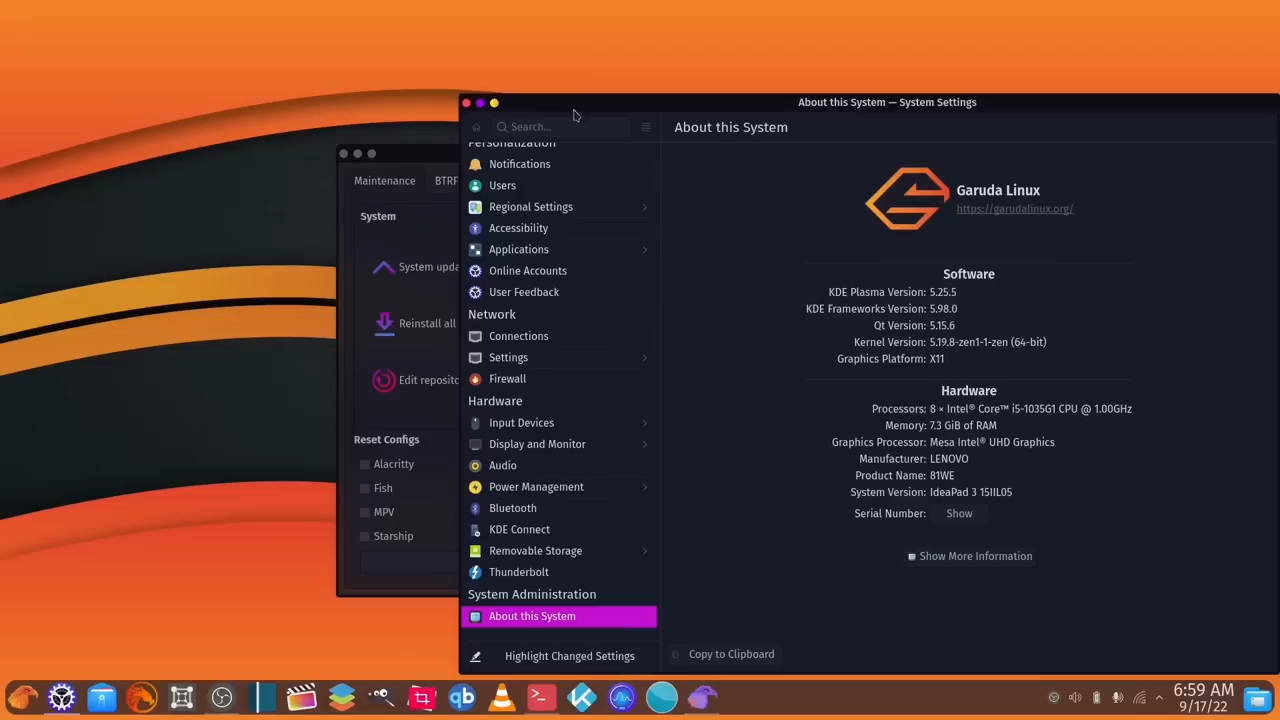 About this System — System Settings
Search...
About this System
Personalization
Notifications
Users
Regional Settings
Accessibility
Applications
Online Accounts
User Feedback
Network
Connections
Settings
Firewall
Hardware
Input Devices
Display and Monitor
Audio
Power Management
Bluetooth
KDE Connect
Removable Storage
Thunderbolt
System Administration
About this System
Highlight Changed Settings
Garuda Linux
https://garudalinux.org/
Software
KDE Plasma Version: 5.25.5
KDE Frameworks Version: 5.98.0
Qt Version: 5.15.6
Kernel Version: 5.19.8-zen1-1-zen (64-bit)
Graphics Platform: X11
Hardware
Processors: 8 × Intel® Core™ i5-1035G1 CPU @ 1.00GHz
Memory: 7.3 GiB of RAM
Graphics Processor: Mesa Intel® UHD Graphics
Manufacturer: LENOVO
Product Name: 81WE
System Version: IdeaPad 3 15IIL05
Serial Number: Show
Show More Information
Copy to Clipboard
Maintenance BTRF
System
System upda
Reinstall all
Edit reposito
Reset Configs
Alacritty
Fish
MPV
Starship
qb
6:59 AM
9/17/22